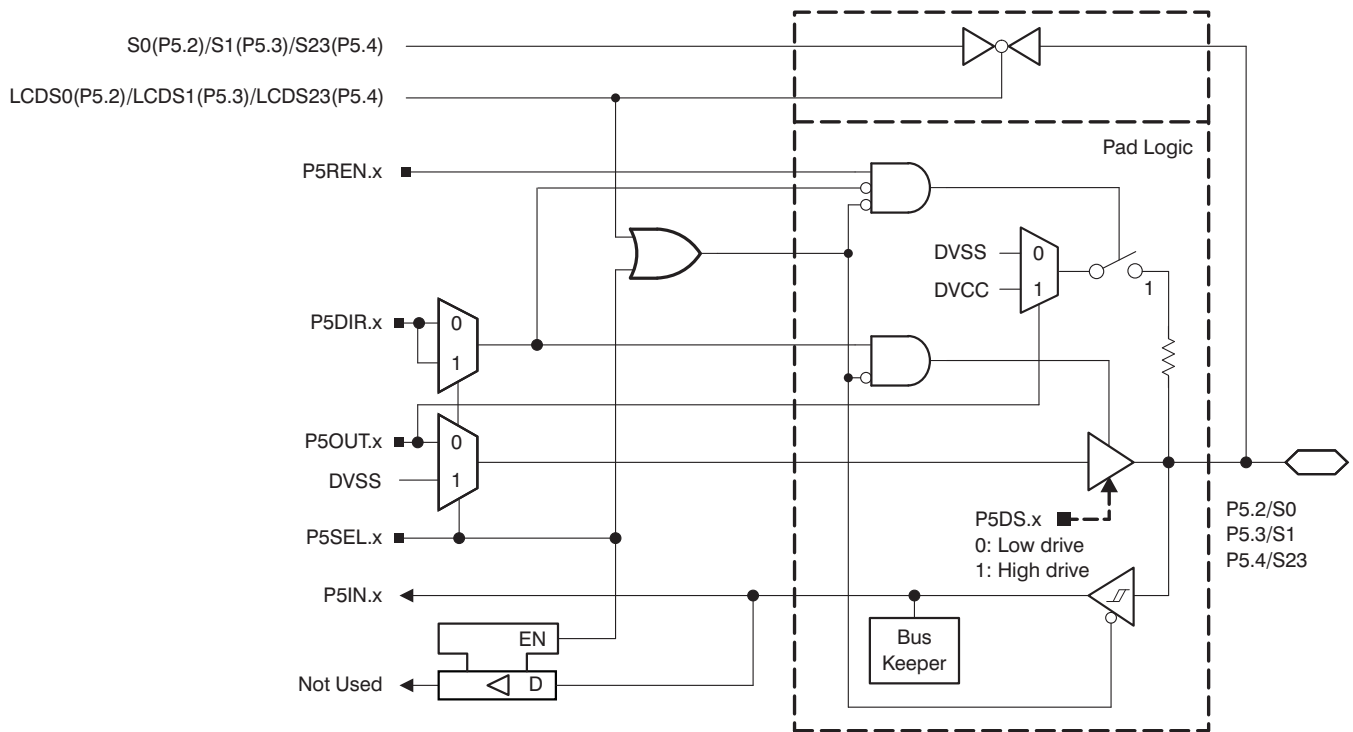 S0(P5.2)/S1(P5.3)/S23(P5.4)
LCDS0(P5.2)/LCDS1(P5.3)/LCDS23(P5.4)
Pad Logic
P5REN.x
DVSS
0
DVCC
1
1
P5DIR.x
0
1
P5OUT.x
0
DVSS
1
P5DS.x
0: Low drive
1: High drive
P5.2/S0
P5.3/S1
P5.4/S23
P5SEL.x
P5IN.x
EN
Bus
Keeper
Not Used
D